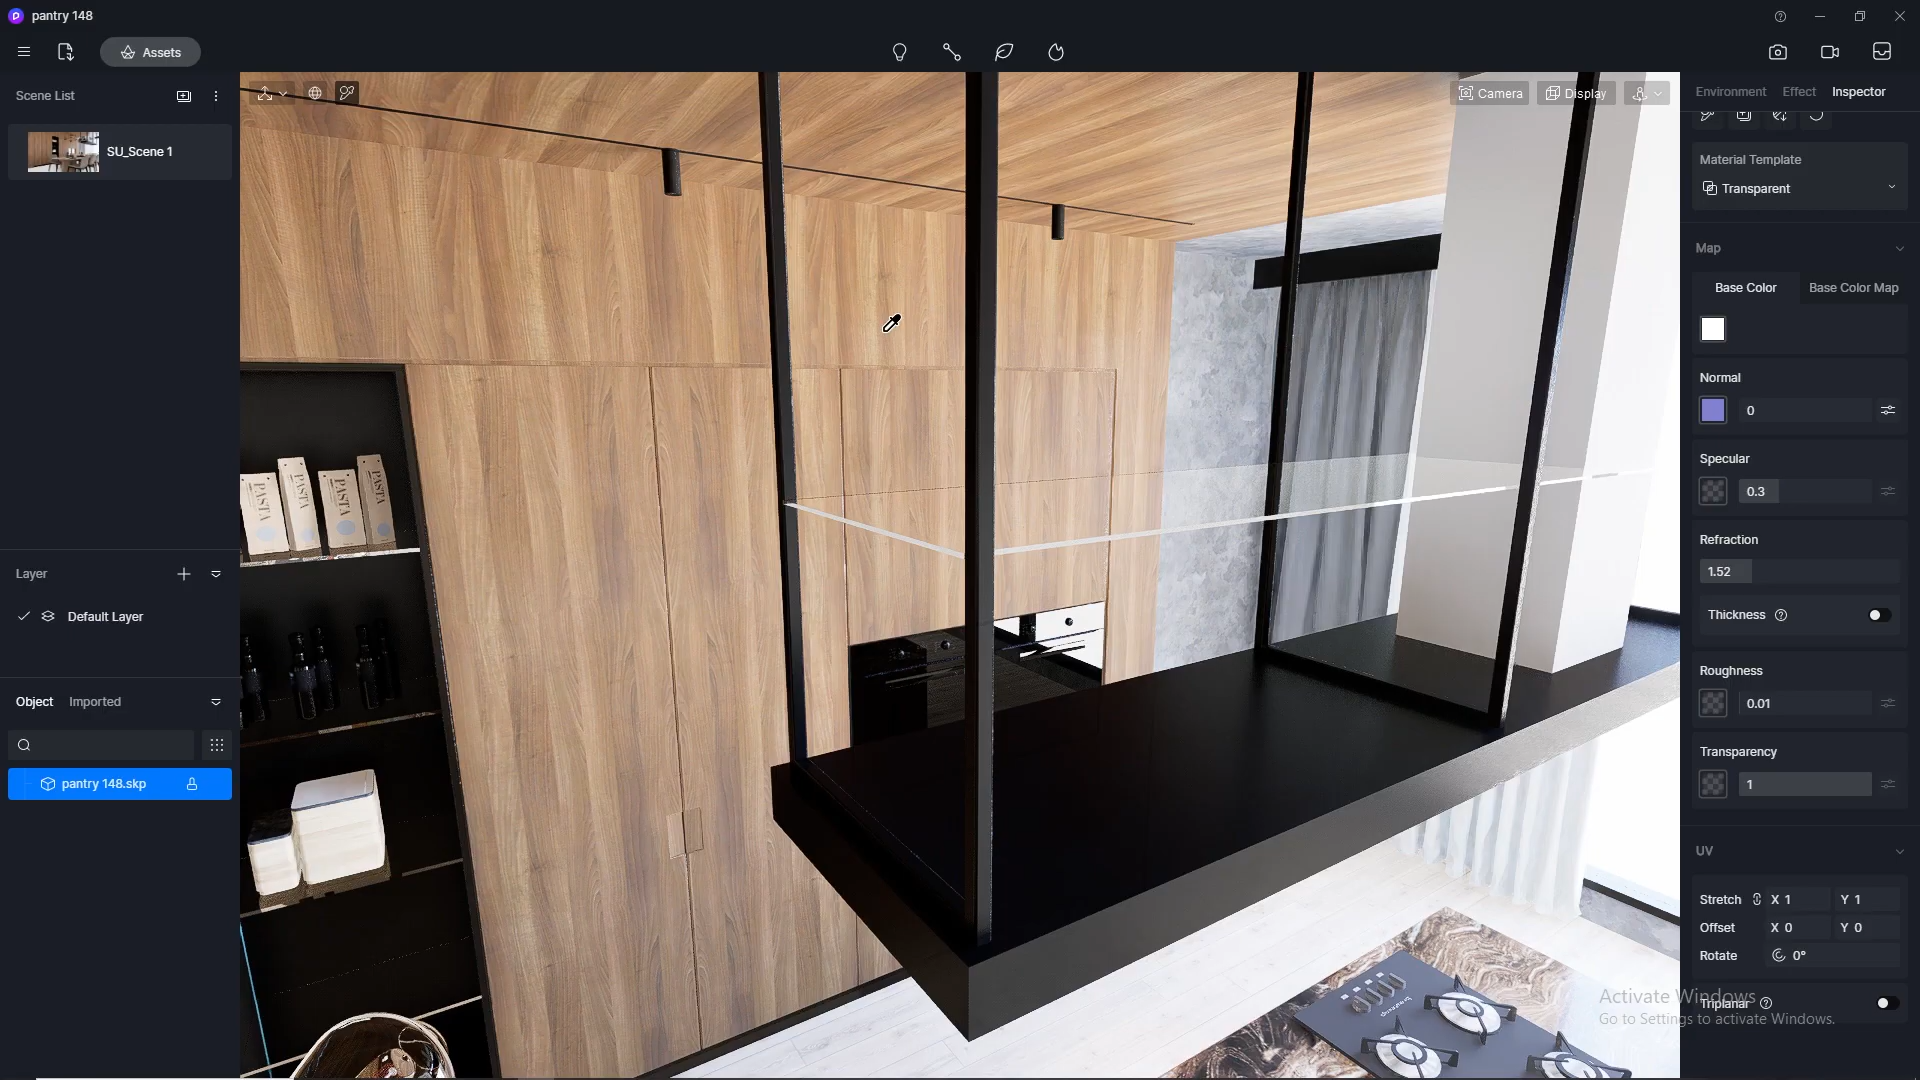 pantry 148
Assets
Scene List
SU_Scene 1
Layer
Default Layer
Object Imported
pantry 148.skp
Camera
Display
PASTA
PASTA
PASTA
PASTA
Environment Effect Inspector
Material Template
Transparent
Map
Base Color Base Color Map
Normal
0
Specular
0.3
Refraction
1.52
Thickness
Roughness
0.01
Transparency
1
UV
Stretch X 1 Y 1
Offset X 0 Y 0
Rotate 0°
Triplanar
Activate Windows
Go to Settings to activate Windows.